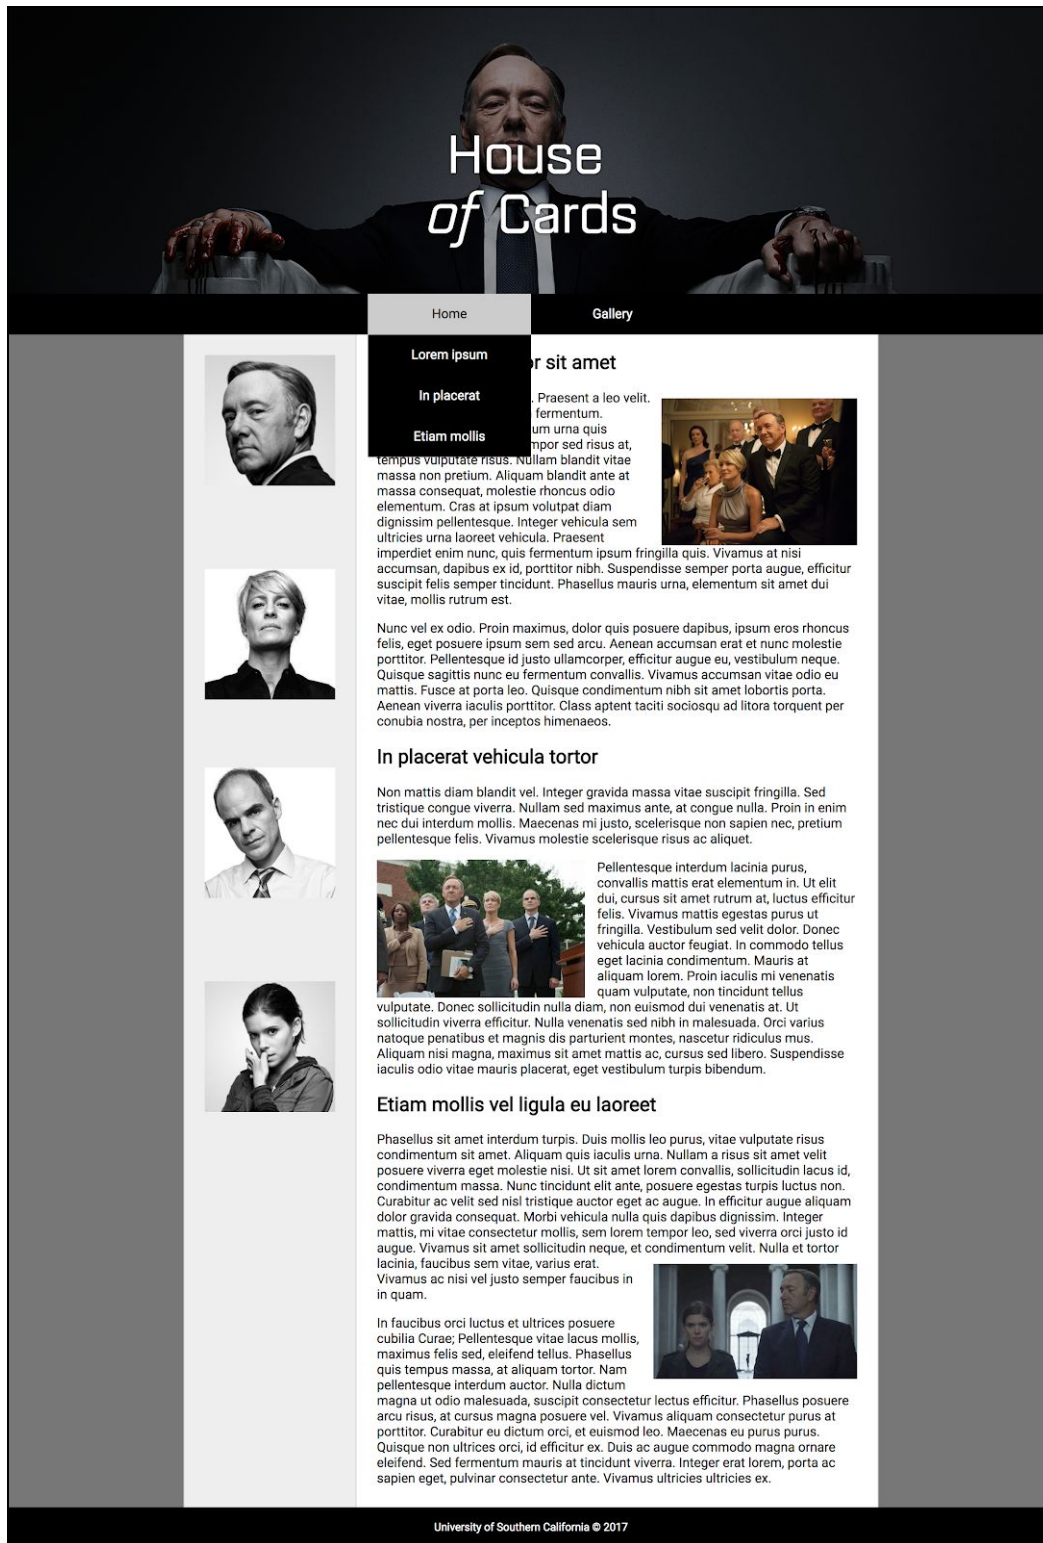 House
of Cards
Home
Gallery
Lorem ipsum
In placerat
Etiam mollis
or sit amet
. Praesent a leo velit.
fermentum.
um urna quis
mpor sed risus at,
tempus vulputate risus. Nullam blandit vitae
massa non pretium. Aliquam blandit ante at
massa consequat, molestie rhoncus odio
elementum. Cras at ipsum volutpat diam
dignissim pellentesque. Integer vehicula sem
ultricies urna laoreet vehicula. Praesent
imperdiet enim nunc, quis fermentum ipsum fringilla quis. Vivamus at nisi
accumsan, dapibus ex id, porttitor nibh. Suspendisse semper porta augue, efficitur
suscipit felis semper tincidunt. Phasellus mauris urna, elementum sit amet dui
vitae, mollis rutrum est.
Nunc vel ex odio. Proin maximus, dolor quis posuere dapibus, ipsum eros rhoncus
felis, eget posuere ipsum sem sed arcu. Aenean accumsan erat et nunc molestie
porttitor. Pellentesque id justo ullamcorper, efficitur augue eu, vestibulum neque.
Quisque sagittis nunc eu fermentum convallis. Vivamus accumsan vitae odio eu
mattis. Fusce at porta leo. Quisque condimentum nibh sit amet lobortis porta.
Aenean viverra iaculis porttitor. Class aptent taciti sociosqu ad litora torquent per
conubia nostra, per inceptos himenaeos.
In placerat vehicula tortor
Non mattis diam blandit vel. Integer gravida massa vitae suscipit fringilla. Sed
tristique congue viverra. Nullam sed maximus ante, at congue nulla. Proin in enim
nec dui interdum mollis. Maecenas mi justo, scelerisque non sapien nec, pretium
pellentesque felis. Vivamus molestie scelerisque risus ac aliquet.
Pellentesque interdum lacinia purus,
convallis mattis erat elementum in. Ut elit
dui, cursus sit amet rutrum at, luctus efficitur
felis. Vivamus mattis egestas purus ut
fringilla. Vestibulum sed velit dolor. Donec
vehicula auctor feugiat. In commodo tellus
eget lacinia condimentum. Mauris at
aliquam lorem. Proin iaculis mi venenatis
quam vulputate, non tincidunt tellus
vulputate. Donec sollicitudin nulla diam, non euismod dui venenatis at. Ut
sollicitudin viverra efficitur. Nulla venenatis sed nibh in malesuada. Orci varius
natoque penatibus et magnis dis parturient montes, nascetur ridiculus mus.
Aliquam nisi magna, maximus sit amet mattis ac, cursus sed libero. Suspendisse
iaculis odio vitae mauris placerat, eget vestibulum turpis bibendum.
Etiam mollis vel ligula eu laoreet
Phasellus sit amet interdum turpis. Duis mollis leo purus, vitae vulputate risus
condimentum sit amet. Aliquam quis iaculis urna. Nullam a risus sit amet velit
posuere viverra eget molestie nisi. Ut sit amet lorem convallis, sollicitudin lacus id,
condimentum massa. Nunc tincidunt elit ante, posuere egestas turpis luctus non.
Curabitur ac velit sed nisl tristique auctor eget ac augue. In efficitur augue aliquam
dolor gravida consequat. Morbi vehicula nulla quis dapibus dignissim. Integer
mattis, mi vitae consectetur mollis, sem lorem tempor leo, sed viverra orci justo id
augue. Vivamus sit amet sollicitudin neque, et condimentum velit. Nulla et tortor
lacinia, faucibus sem vitae, varius erat.
Vivamus ac nisi vel justo semper faucibus in
in quam.
In faucibus orci luctus et ultrices posuere
cubilia Curae; Pellentesque vitae lacus mollis,
maximus felis sed, eleifend tellus. Phasellus
quis tempus massa, at aliquam tortor. Nam
pellentesque interdum auctor. Nulla dictum
magna ut odio malesuada, suscipit consectetur lectus efficitur. Phasellus posuere
arcu risus, at cursus magna posuere vel. Vivamus aliquam consectetur purus at
porttitor. Curabitur eu dictum orci, et euismod leo. Maecenas eu purus purus.
Quisque non ultrices orci, id efficitur ex. Duis ac augue commodo magna ornare
eleifend. Sed fermentum mauris at tincidunt viverra. Integer erat lorem, porta ac
sapien eget, pulvinar consectetur ante. Vivamus ultricies ultricies ex.
University of Southern California © 2017